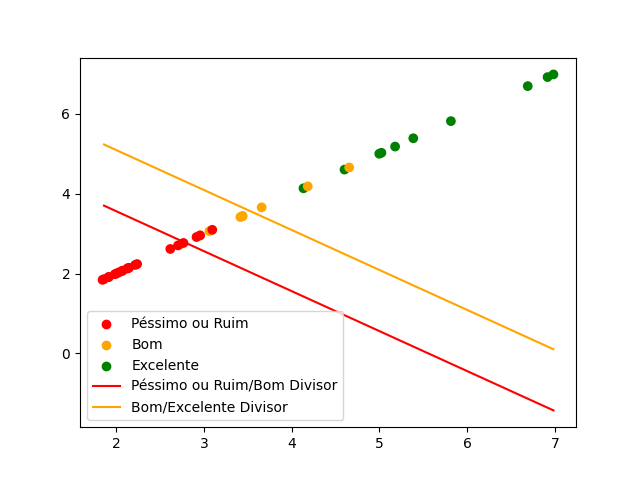 6
4
2
0
Péssimo ou Ruim
Bom
Excelente
Péssimo ou Ruim/Bom Divisor
Bom/Excelente Divisor
2 3 4 5 6 7